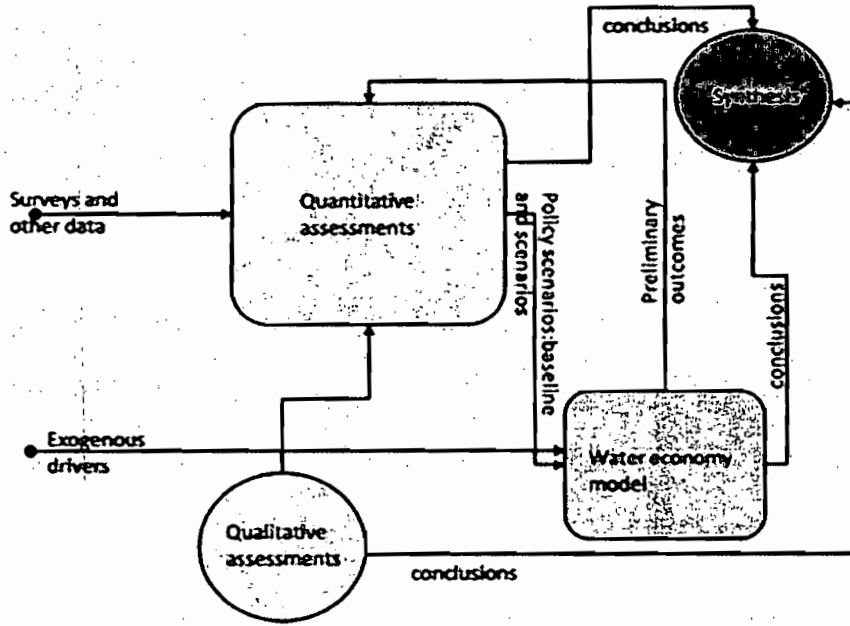 conclusions
Synthesis
Quantitative
assessments
Surveys and
other data
Policy scenarios:baseline
and scenarios
Preliminary
outcomes
conclusions
Exogenous
drivers
Water economy
model
Qualitative
assessments
conclusions